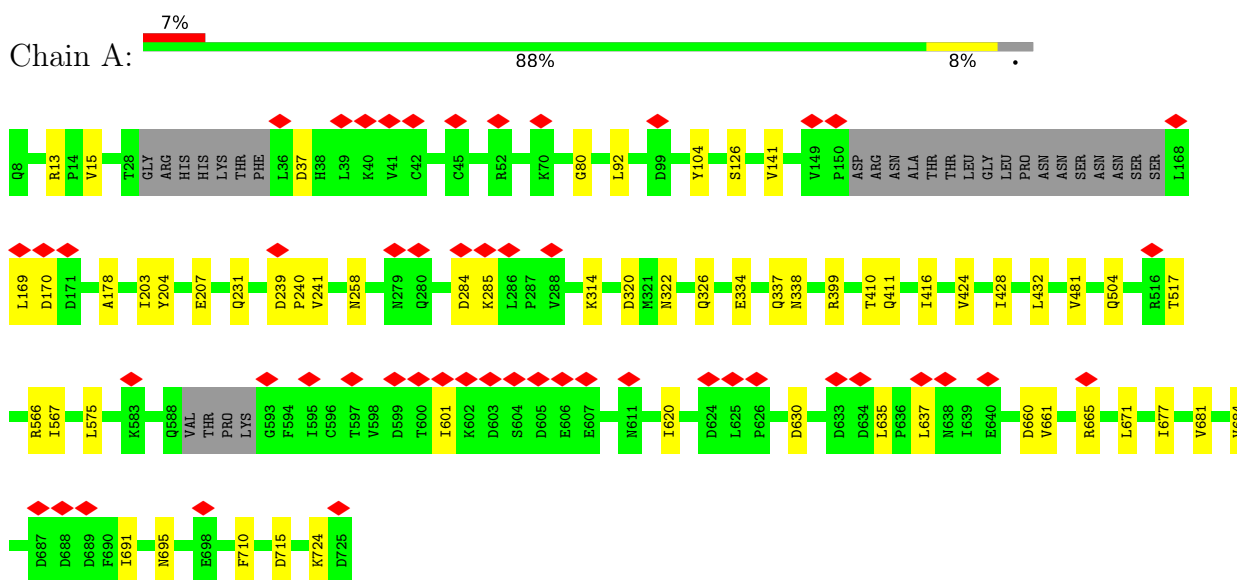 7%
Chain A:
88% 8% •
Q8 R13 P14 V15 T28 GLY ARG HIS HIS LYS THR PHE L36 D37 H38 L39 K40 V41 C42 C45 R52 K70 G80 L92 D99 Y104 S126 V141 V149 P150 ASP ARG ASN ALA THR THR LEU GLY LEU PRO ASN ASN SER ASN ASN SER SER L168
L169 D170 D171 A178 I203 Y204 E207 Q231 D239 P240 V241 N258 N279 Q280 D284 K285 L286 P287 V288 K314 D320 M321 N322 Q326 E334 Q337 N338 R399 T410 Q411 I416 V424 I428 L432 V481 Q504 R516 T517
R566 I567 L575 K583 Q588 VAL THR PRO LYS G593 F594 I595 C596 T597 V598 D599 T600 I601 K602 D603 S604 D605 E606 E607 N611 I620 D624 L625 P626 D630 D633 D634 L635 P636 L637 N638 I639 E640 D660 V661 R665 L671 I677 V681
D687 D688 D689 F690 I691 N695 E698 F710 D715 K724 D725